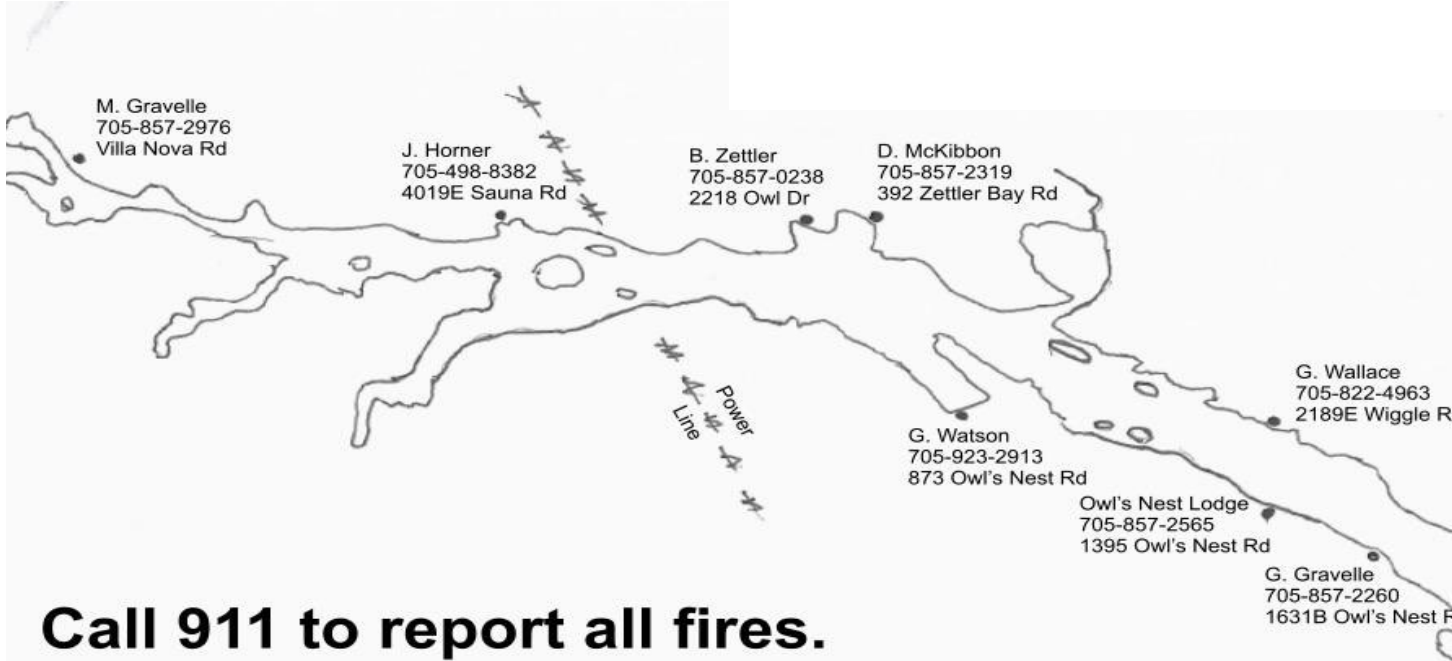 M. Gravelle
705-857-2976
Villa Nova Rd
J. Horner
705-498-8382
4019E Sauna Rd
B. Zettler
705-857-0238
2218 Owl Dr
D. McKibbon
705-857-2319
392 Zettler Bay Rd
G. Wallace
705-822-4963
2189E Wiggle R
Power
Line
G. Watson
705-923-2913
873 Owl's Nest Rd
Owl's Nest Lodge
705-857-2565
1395 Owl's Nest Rd
G. Gravelle
705-857-2260
1631B Owl's Nest R
Call 911 to report all fires.